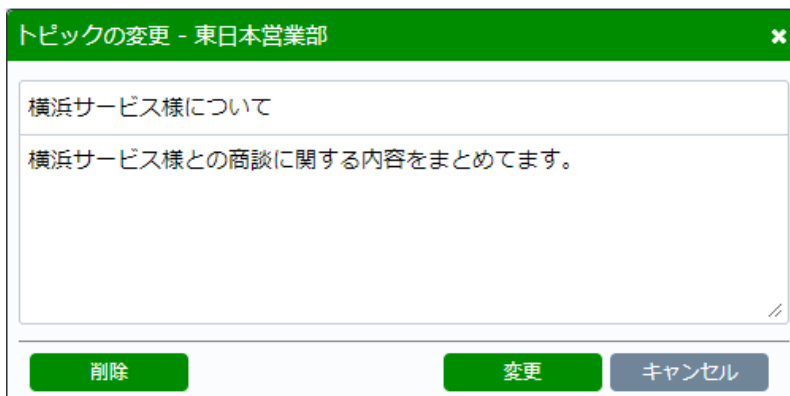 トピックの変更 - 東日本営業部
横浜サービス様について
横浜サービス様との商談に関する内容をまとめてます。
削除 変更 キャンセル